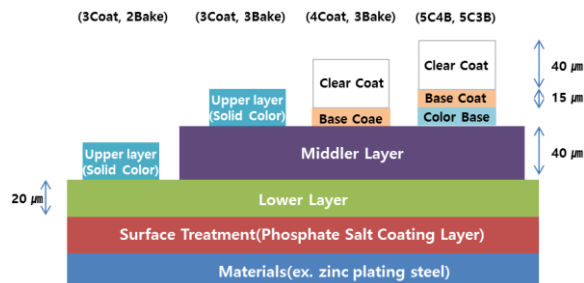 (3Coat, 2Bake) (3Coat, 3Bake) (4Coat, 3Bake) (5C4B, 5C3B)
Clear Coat
Clear Coat
40 ㎛
Upper layer
(Solid Color)
Base Coat
15 ㎛
Base Coae
Color Base
Upper layer
(Solid Color)
Middler Layer
40 ㎛
20 ㎛
Lower Layer
Surface Treatment(Phosphate Salt Coating Layer)
Materials(ex. zinc plating steel)